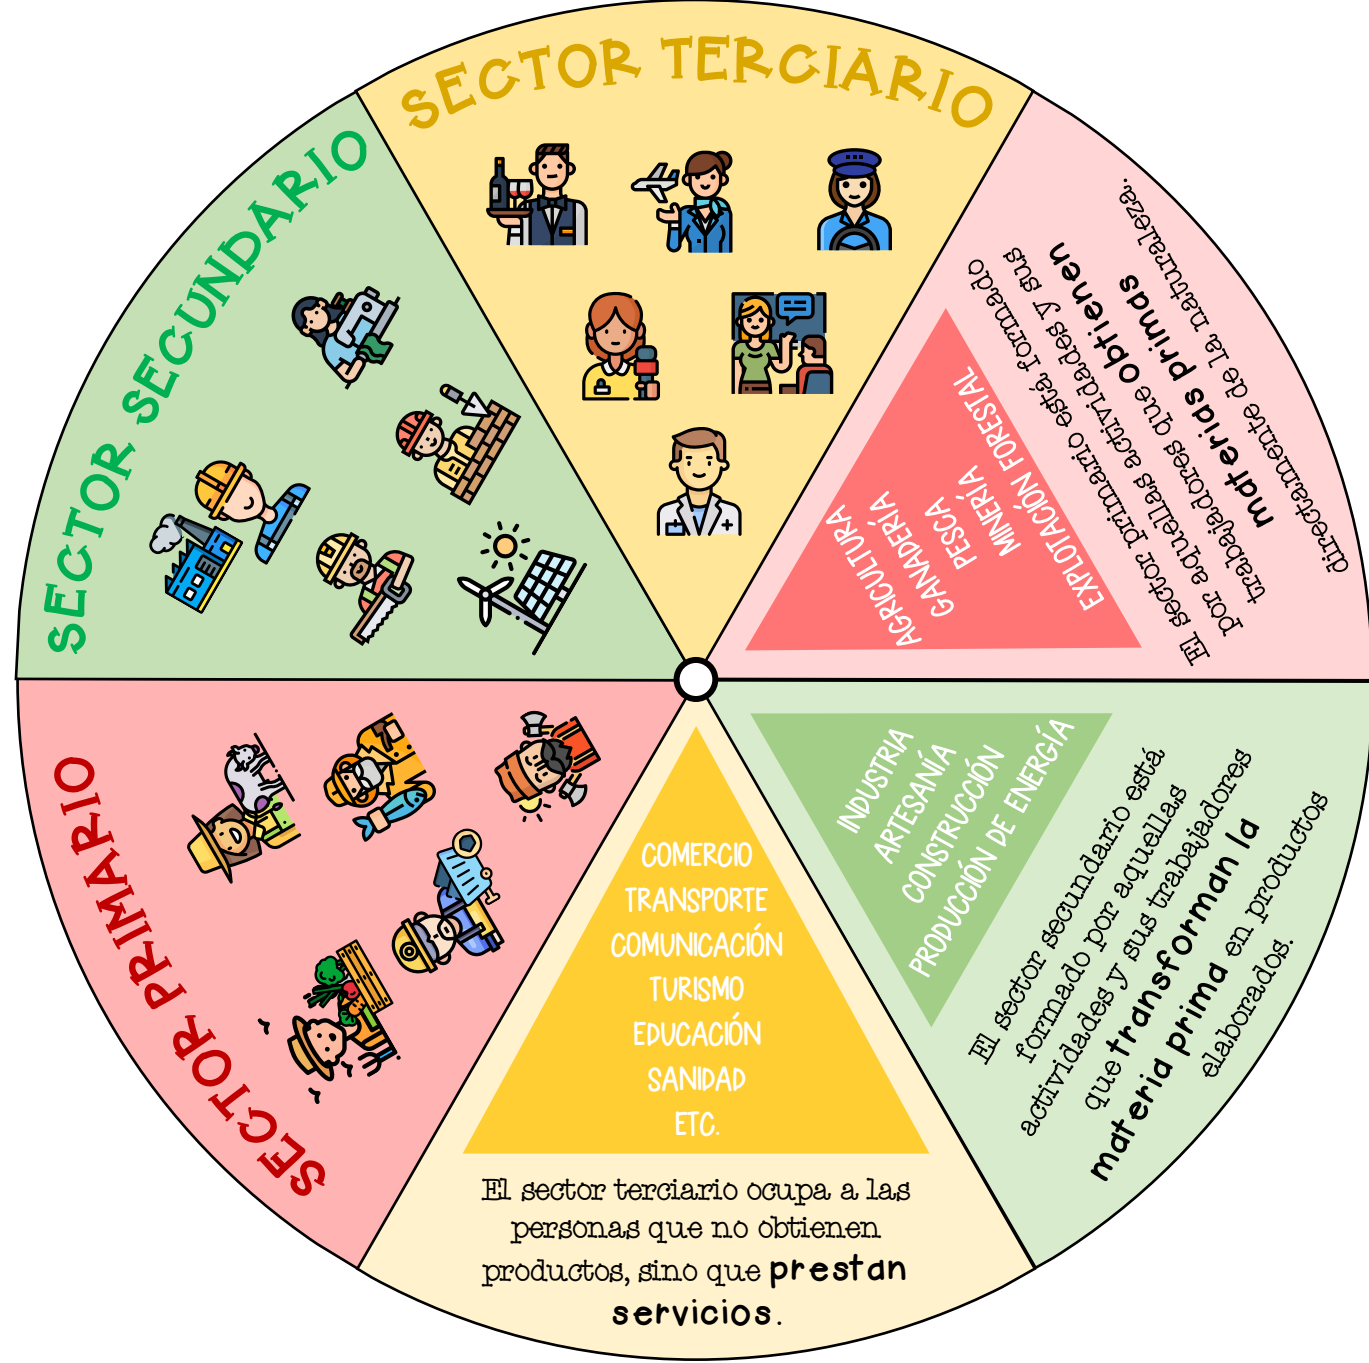 SECTOR TERCIARIO
El sector primario está formado
por aquellas actividades y sus
trabajadores que obtienen
materias primas
directamente de la naturaleza.
AGRICULTURA
GANADERÍA
PESCA
MINERÍA
EXPLOTACIÓN FORESTAL
INDUSTRIA
ARTESANÍA
CONSTRUCCIÓN
PRODUCCIÓN DE ENERGÍA
El sector secundario está
formado por aquellas
actividades y sus trabajadores
que transforman la
materia prima en productos
elaborados.
COMERCIO
TRANSPORTE
COMUNICACIÓN
TURISMO
EDUCACIÓN
SANIDAD
ETC.
El sector terciario ocupa a las
personas que no obtienen
productos, sino que prestan
servicios.
SECTOR PRIMARIO
SECTOR SECUNDARIO